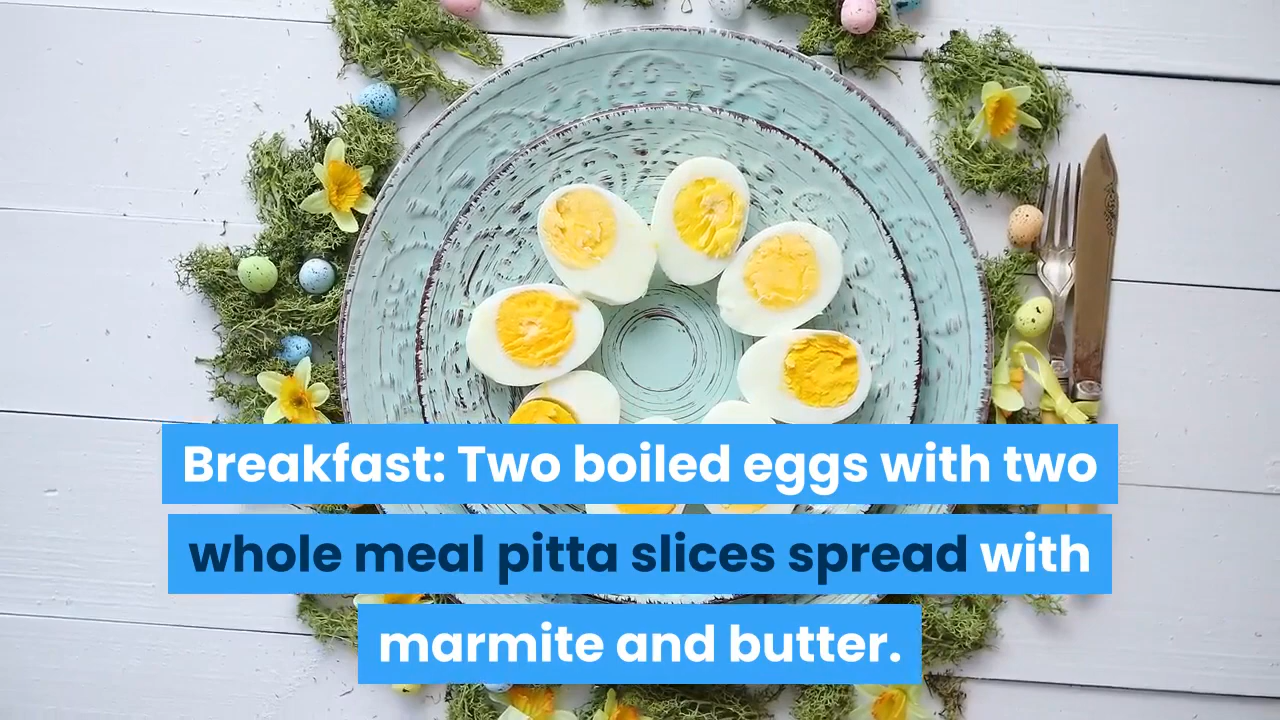 Breakfast: Two boiled eggs with two
whole meal pitta slices spread with
marmite and butter.